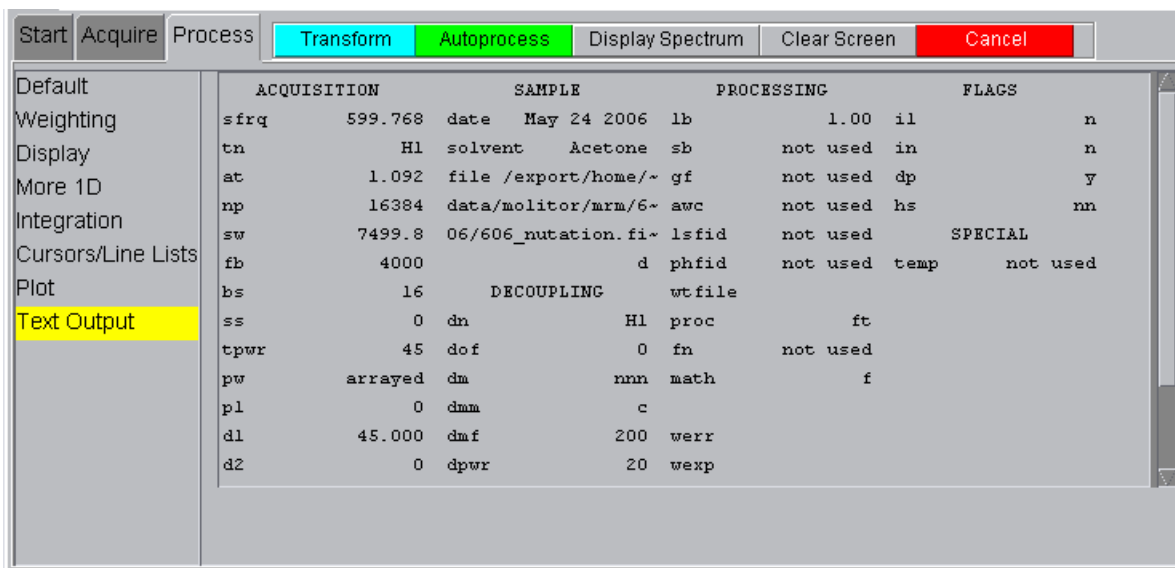 Start Acquire Process Transform Autoprocess Display Spectrum Clear Screen Cancel
Default
Weighting
Display
More 1D
Integration
Cursors/Line Lists
Plot
Text Output
ACQUISITION SAMPLE PROCESSING FLAGS
sfrq 599.768 date May 24 2006 lb 1.00 il n
tn H1 solvent Acetone sb not used in n
at 1.092 file /export/home/~ gf not used dp y
np 16384 data/molitor/mrm/6~ awc not used hs nn
sw 7499.8 06/606_nutation.fi~ lsfid not used SPECIAL
fb 4000 d phfid not used temp not used
bs 16 DECOUPLING wtfile
ss 0 dn H1 proc ft
tpwr 45 dof 0 fn not used
pw arrayed dm nnn math f
p1 0 dmm c
d1 45.000 dmf 200 werr
d2 0 dpwr 20 wexp